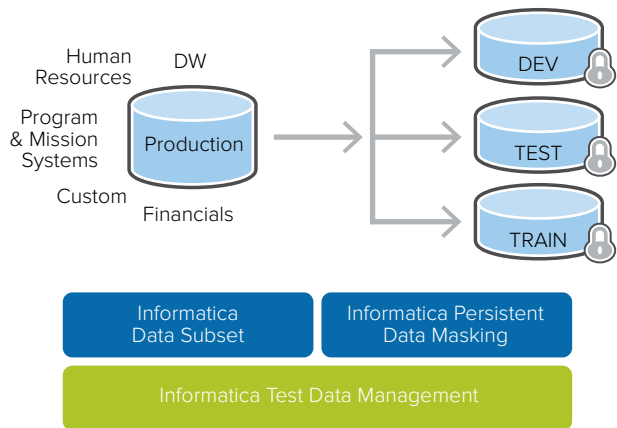 Human
Resources
DW
Program
& Mission
Systems
Production
Custom
Financials
DEV
TEST
TRAIN
Informatica
Data Subset
Informatica Persistent
Data Masking
Informatica Test Data Management